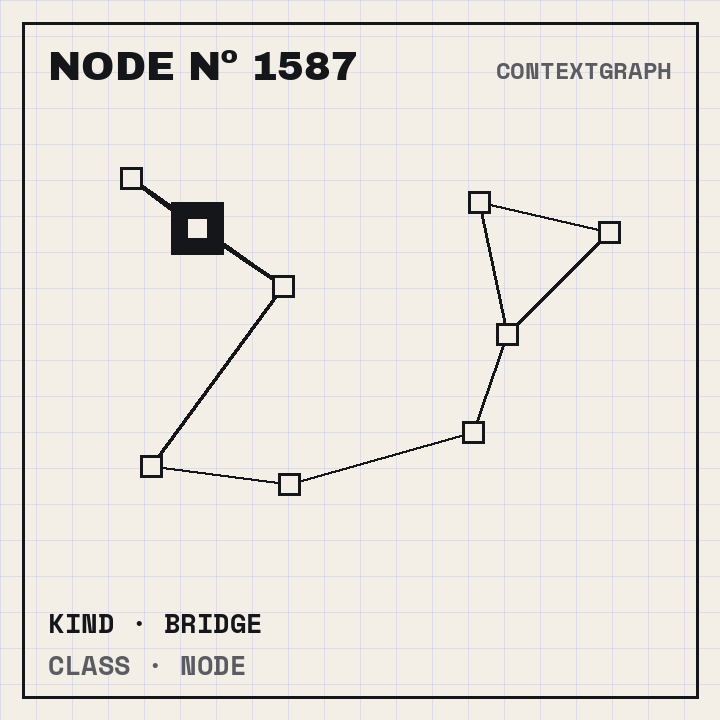 NODE Nº 1587
CONTEXTGRAPH
KIND · BRIDGE
CLASS · NODE